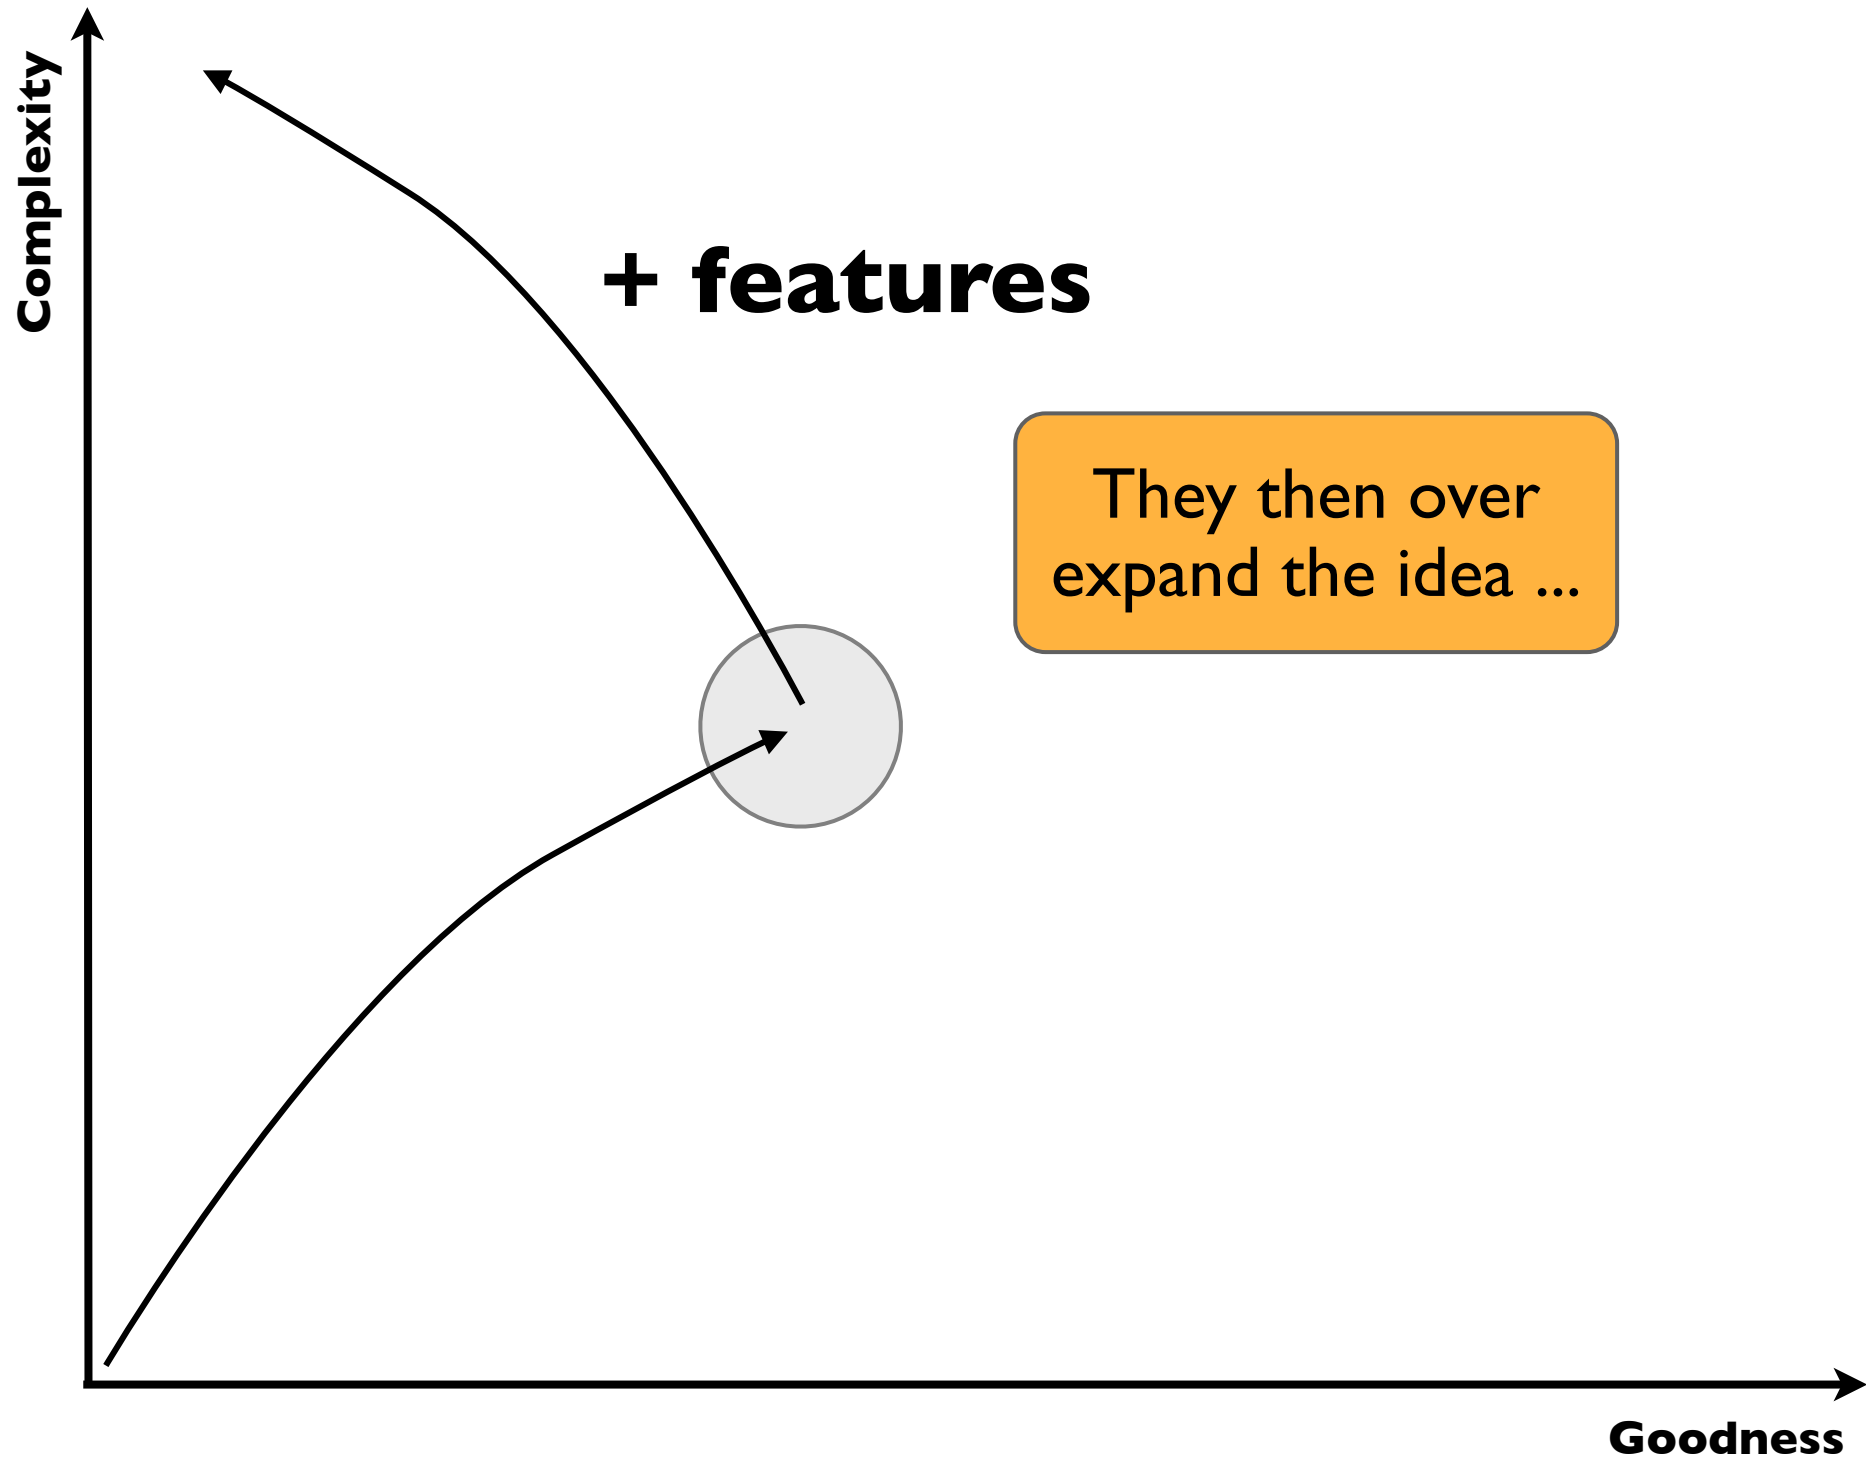 Complexity
+ features
They then over
expand the idea ...
Goodness